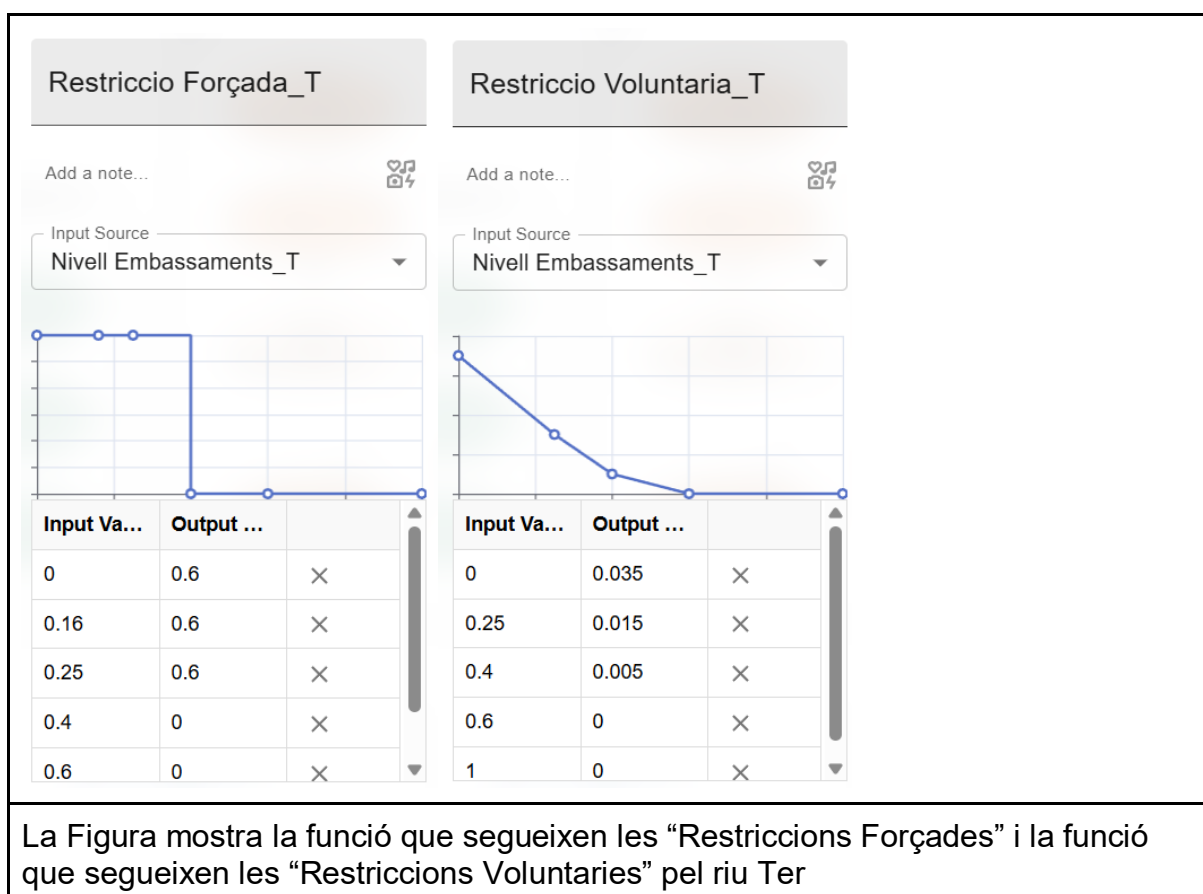 Restriccio Forçada_T
Add a note...
Input Source
Nivell Embassaments_T
Input Va... Output ...
0 0.6
0.16 0.6
0.25 0.6
0.4 0
0.6 0
Restriccio Voluntaria_T
Add a note...
Input Source
Nivell Embassaments_T
Input Va... Output ...
0 0.035
0.25 0.015
0.4 0.005
0.6 0
1 0
La Figura mostra la funció que segueixen les “Restriccions Forçades” i la funció
que segueixen les “Restriccions Voluntaries” pel riu Ter